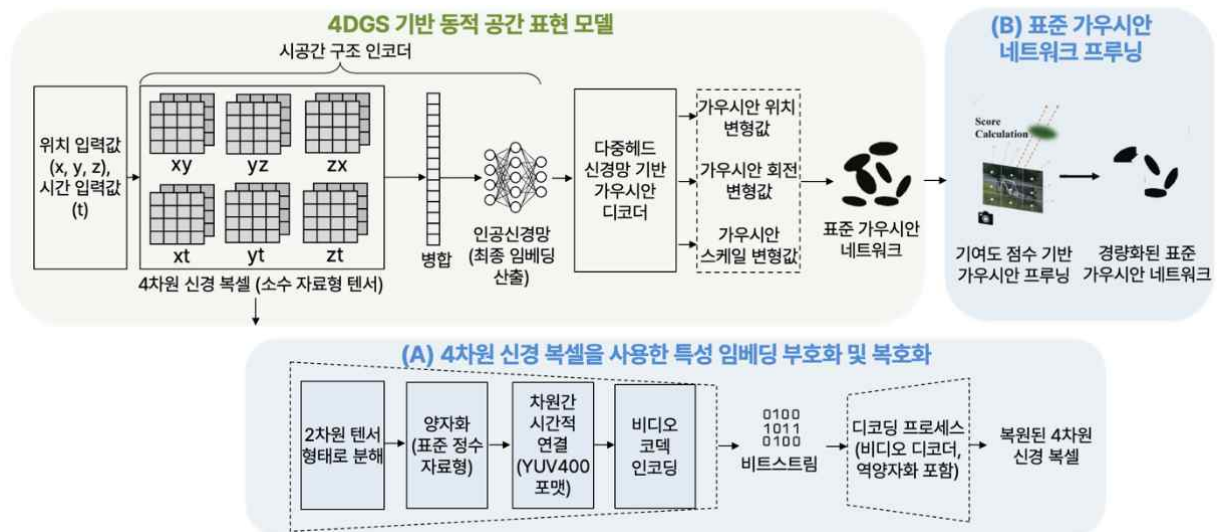 4DGS 기반 동적 공간 표현 모델
시공간 구조 인코더
위치 입력값
(x, y, z),
시간 입력값
(t)
xy
yz
zx
xt
yt
zt
4차원 신경 복셀 (소수 자료형 텐서)
병합
인공신경망
(최종 임베딩
산출)
다중헤드
신경망 기반
가우시안
디코더
가우시안 위치
변형값
가우시안 회전
변형값
가우시안
스케일 변형값
표준 가우시안
네트워크
(B) 표준 가우시안
네트워크 프루닝
Score
Calculation
기여도 점수 기반
가우시안 프루닝
경량화된 표준
가우시안 네트워크
(A) 4차원 신경 복셀을 사용한 특성 임베딩 부호화 및 복호화
2차원 텐서
형태로 분해
양자화
(표준 정수
자료형)
차원간
시간적
연결
(YUV400
포맷)
비디오
코덱
인코딩
0100
1011
0100
비트스트림
디코딩 프로세스
(비디오 디코더,
역양자화 포함)
복원된 4차원
신경 복셀